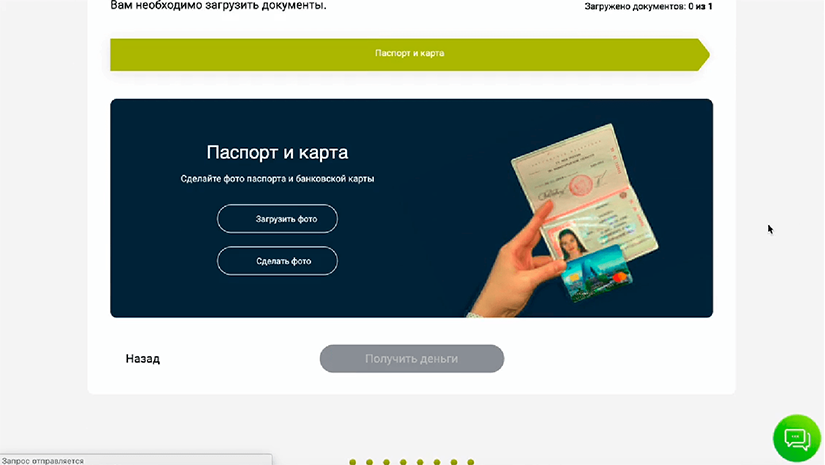 Вам необходимо загрузить документы.
Загружено документов: 0 из 1
Паспорт и карта
Паспорт и карта
Сделайте фото паспорта и банковской карты
Загрузить фото
Сделать фото
Назад
Получить деньги
Запрос отправляется